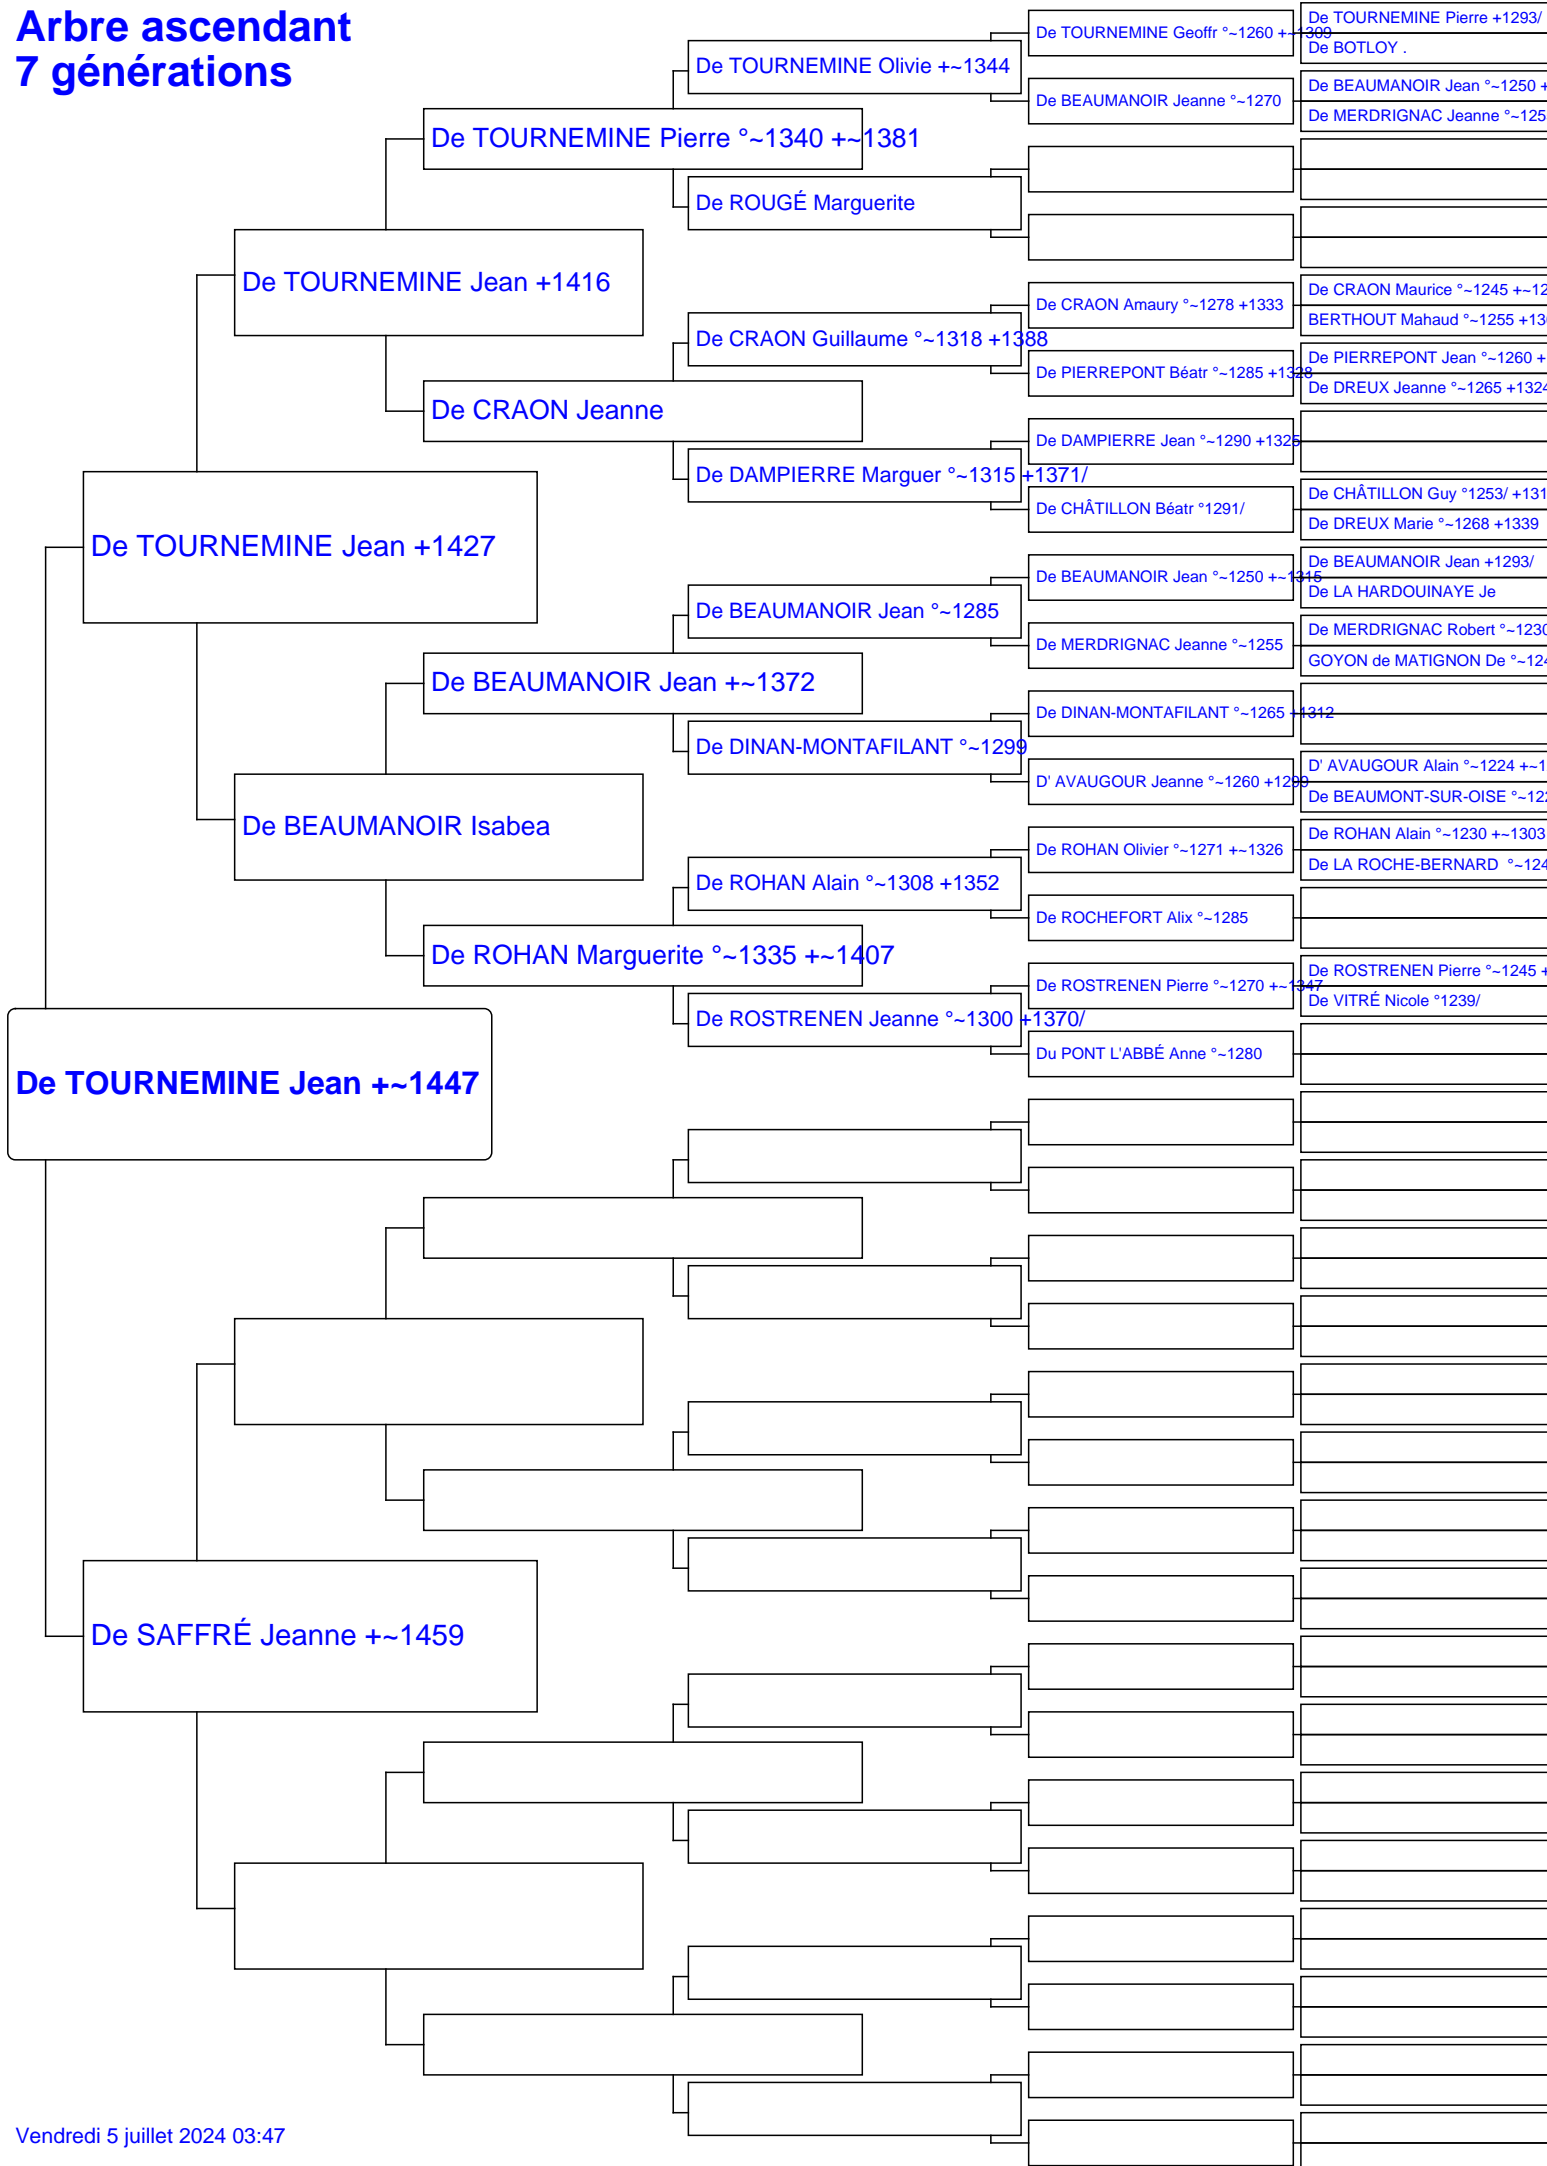 Arbre ascendant
7 générations
De TOURNEMINE Jean +~1447
De TOURNEMINE Jean +1427
De SAFFRÉ Jeanne +~1459
De TOURNEMINE Jean +1416
De BEAUMANOIR Isabea
De TOURNEMINE Pierre °~1340 +~1381
De CRAON Jeanne
De BEAUMANOIR Jean +~1372
De ROHAN Marguerite °~1335 +~1407
De TOURNEMINE Olivie +~1344
De ROUGÉ Marguerite
De CRAON Guillaume °~1318 +1388
De DAMPIERRE Marguer °~1315 +1371/
De BEAUMANOIR Jean °~1285
De DINAN-MONTAFILANT °~1299
De ROHAN Alain °~1308 +1352
De ROSTRENEN Jeanne °~1300 +1370/
De TOURNEMINE Geoffr °~1260 +~1309
De BEAUMANOIR Jeanne °~1270
De CRAON Amaury °~1278 +1333
De PIERREPONT Béatr °~1285 +1328
De DAMPIERRE Jean °~1290 +1325
De CHÂTILLON Béatr °1291/
De BEAUMANOIR Jean °~1250 +~1315
De MERDRIGNAC Jeanne °~1255
De DINAN-MONTAFILANT °~1265 +1312
D' AVAUGOUR Jeanne °~1260 +1299
De ROHAN Olivier °~1271 +~1326
De ROCHEFORT Alix °~1285
De ROSTRENEN Pierre °~1270 +~1347
Du PONT L'ABBÉ Anne °~1280
De TOURNEMINE Pierre +1293/
De BOTLOY .
De BEAUMANOIR Jean °~1250 +
De MERDRIGNAC Jeanne °~125
De CRAON Maurice °~1245 +~12
BERTHOUT Mahaud °~1255 +130
De PIERREPONT Jean °~1260 +
De DREUX Jeanne °~1265 +1324
De CHÂTILLON Guy °1253/ +131
De DREUX Marie °~1268 +1339
De BEAUMANOIR Jean +1293/
De LA HARDOUINAYE Je
De MERDRIGNAC Robert °~1230
GOYON de MATIGNON De °~124
D' AVAUGOUR Alain °~1224 +~1
De BEAUMONT-SUR-OISE °~122
De ROHAN Alain °~1230 +~1303
De LA ROCHE-BERNARD °~124
De ROSTRENEN Pierre °~1245 +
De VITRÉ Nicole °1239/
Vendredi 5 juillet 2024 03:47